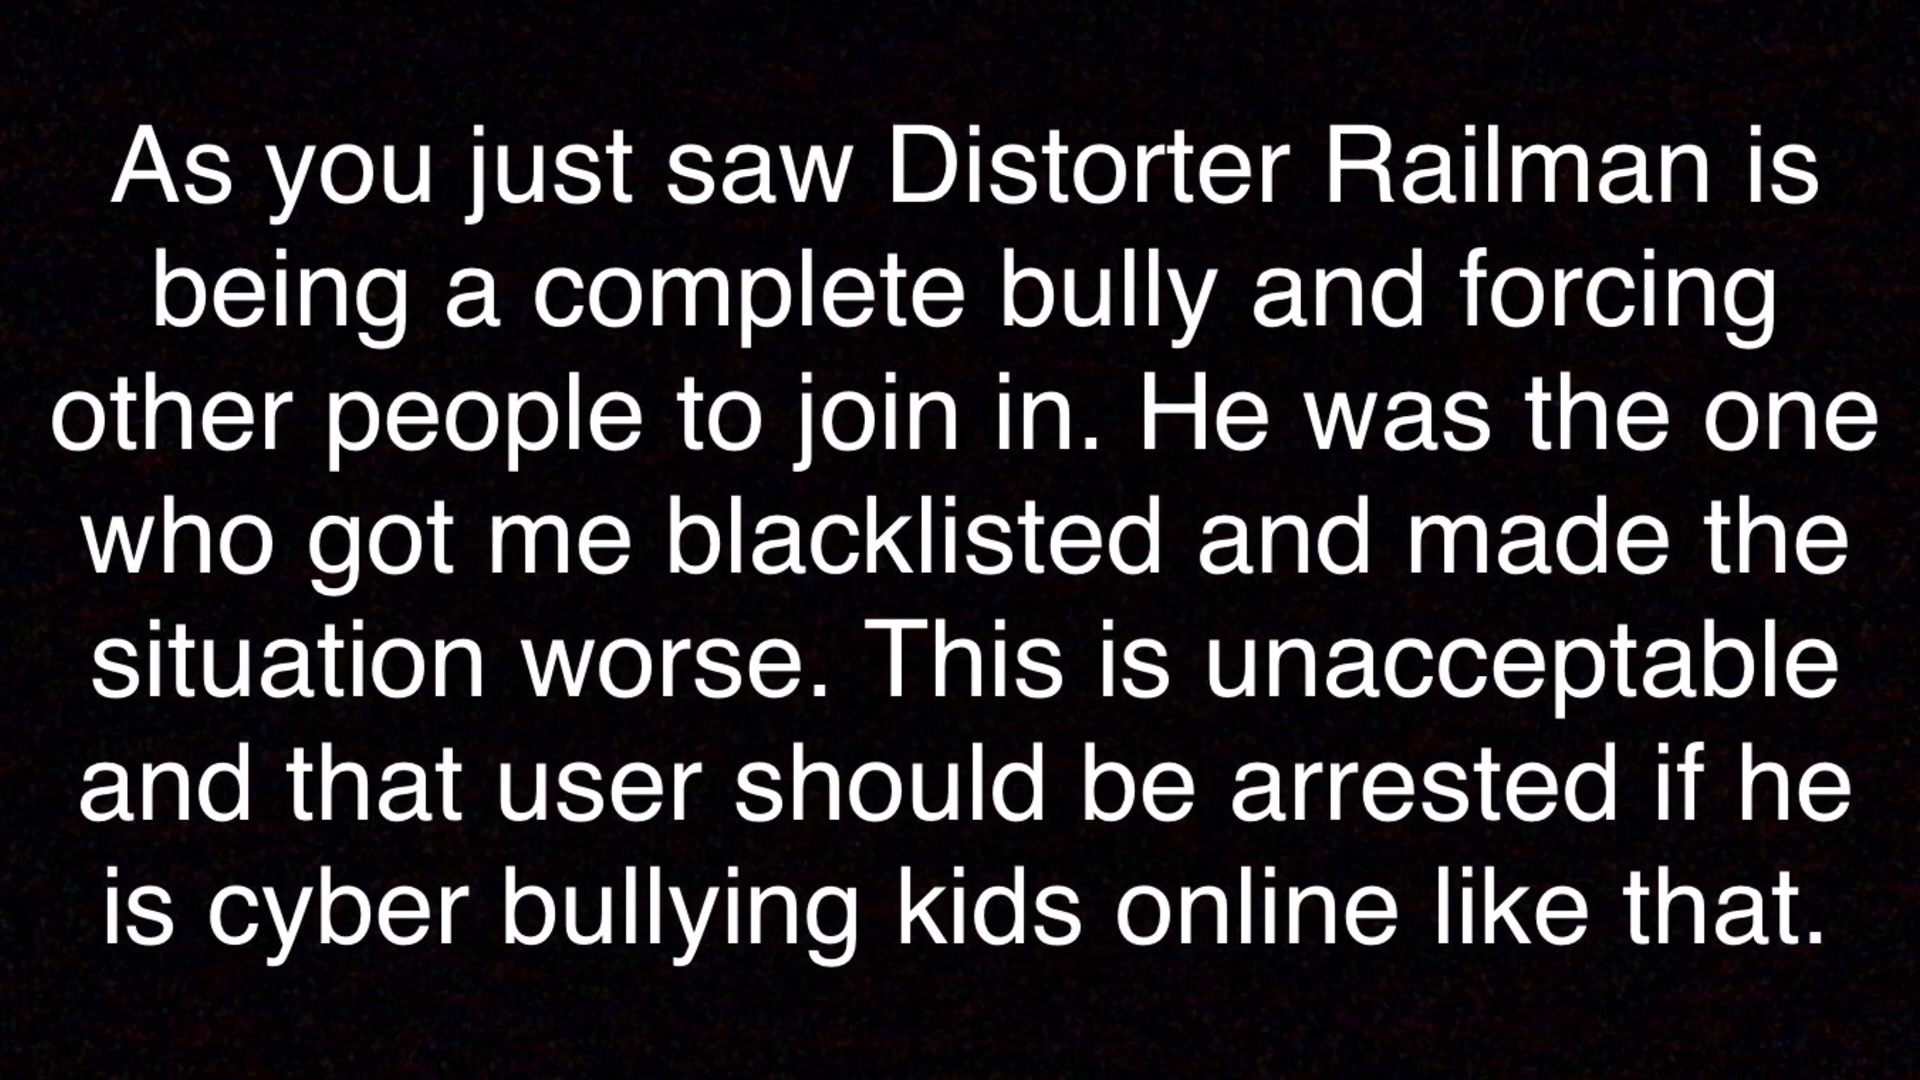 As you just saw Distorter Railman is
being a complete bully and forcing
other people to join in. He was the one
who got me blacklisted and made the
situation worse. This is unacceptable
and that user should be arrested if he
is cyber bullying kids online like that.